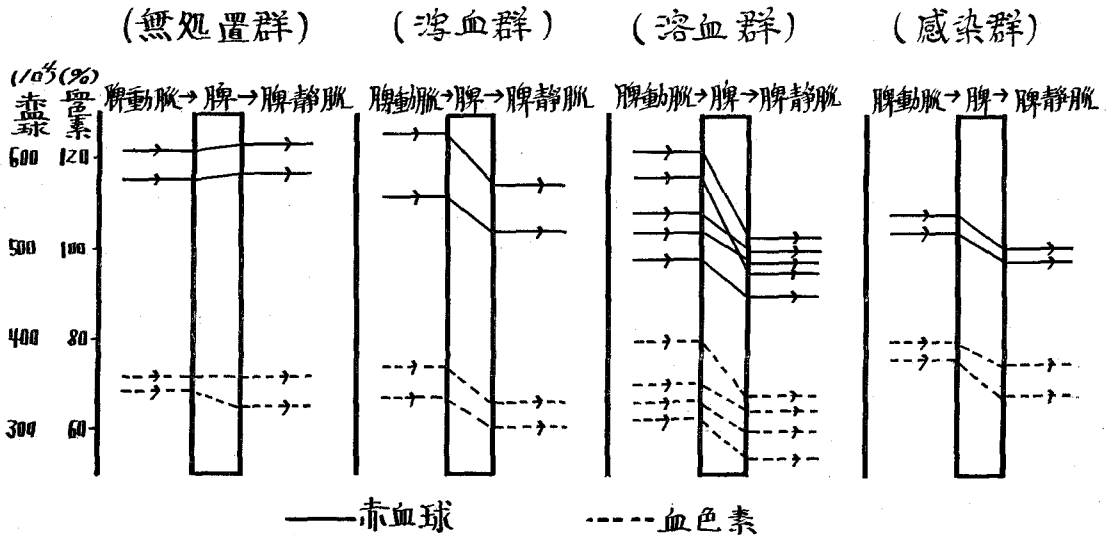 (無処置群) (瀉血群) (溶血群) (感染群)
(10⁴) (%)
赤血球 血色素
脾動脈→脾→脾静脈 脾動脈→脾→脾静脈 脾動脈→脾→脾静脈 脾動脈→脾→脾静脈
600 120
500 100
400 80
300 60
赤血球 血色素